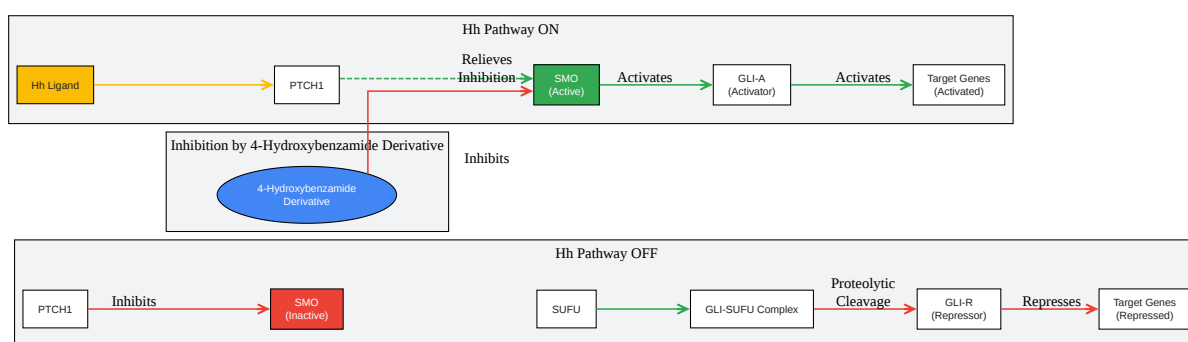 Hh Pathway ON
Hh Ligand
PTCH1
Relieves
Inhibition
SMO
(Active)
Activates
GLI-A
(Activator)
Activates
Target Genes
(Activated)
Inhibition by 4-Hydroxybenzamide Derivative
4-Hydroxybenzamide
Derivative
Inhibits
Hh Pathway OFF
PTCH1
Inhibits
SMO
(Inactive)
SUFU
GLI-SUFU Complex
Proteolytic
Cleavage
GLI-R
(Repressor)
Represses
Target Genes
(Repressed)